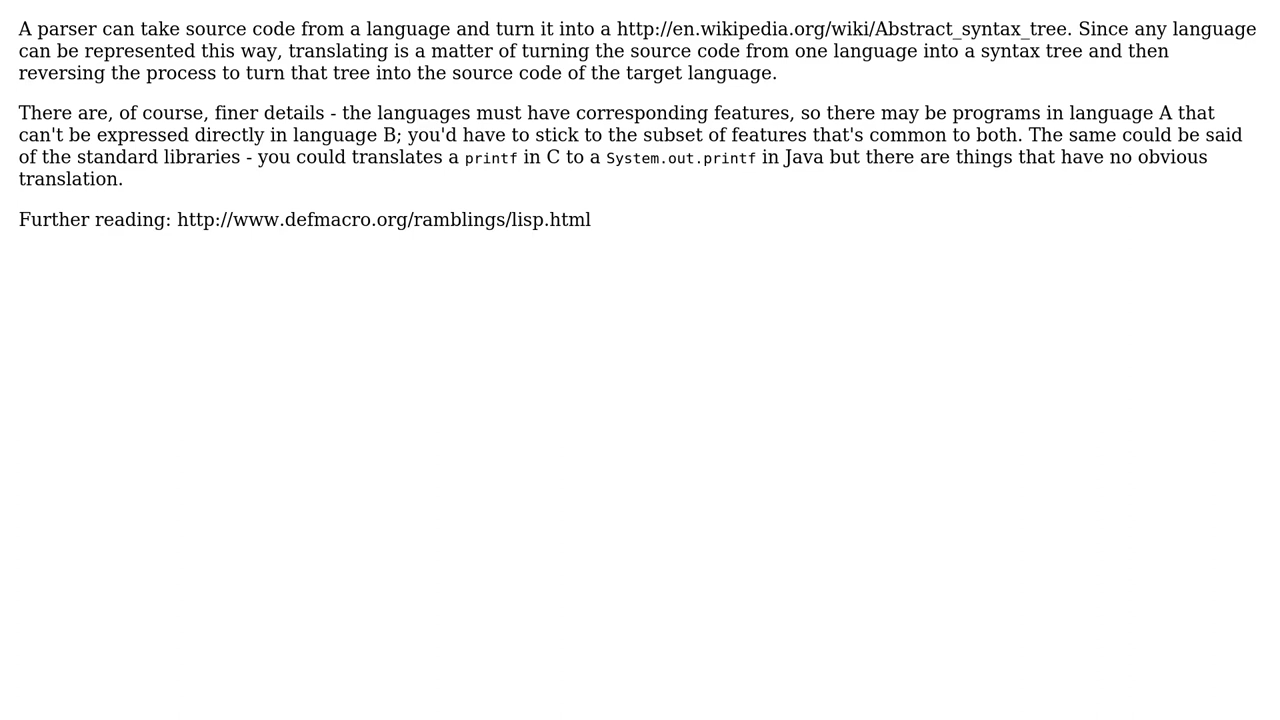 A parser can take source code from a language and turn it into a http://en.wikipedia.org/wiki/Abstract_syntax_tree. Since any language
can be represented this way, translating is a matter of turning the source code from one language into a syntax tree and then
reversing the process to turn that tree into the source code of the target language.
There are, of course, finer details - the languages must have corresponding features, so there may be programs in language A that
can't be expressed directly in language B; you'd have to stick to the subset of features that's common to both. The same could be said
of the standard libraries - you could translates a printf in C to a System.out.printf in Java but there are things that have no obvious
translation.
Further reading: http://www.defmacro.org/ramblings/lisp.html